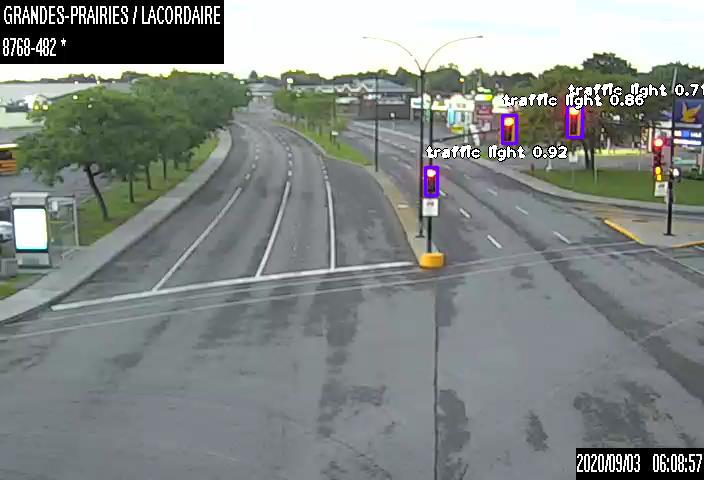 GRANDES-PRAIRIES / LACORDAIRE
8768-482 *
traffic light 0.71
traffic light 0.86
traffic light 0.92
2020/09/03 06:08:57